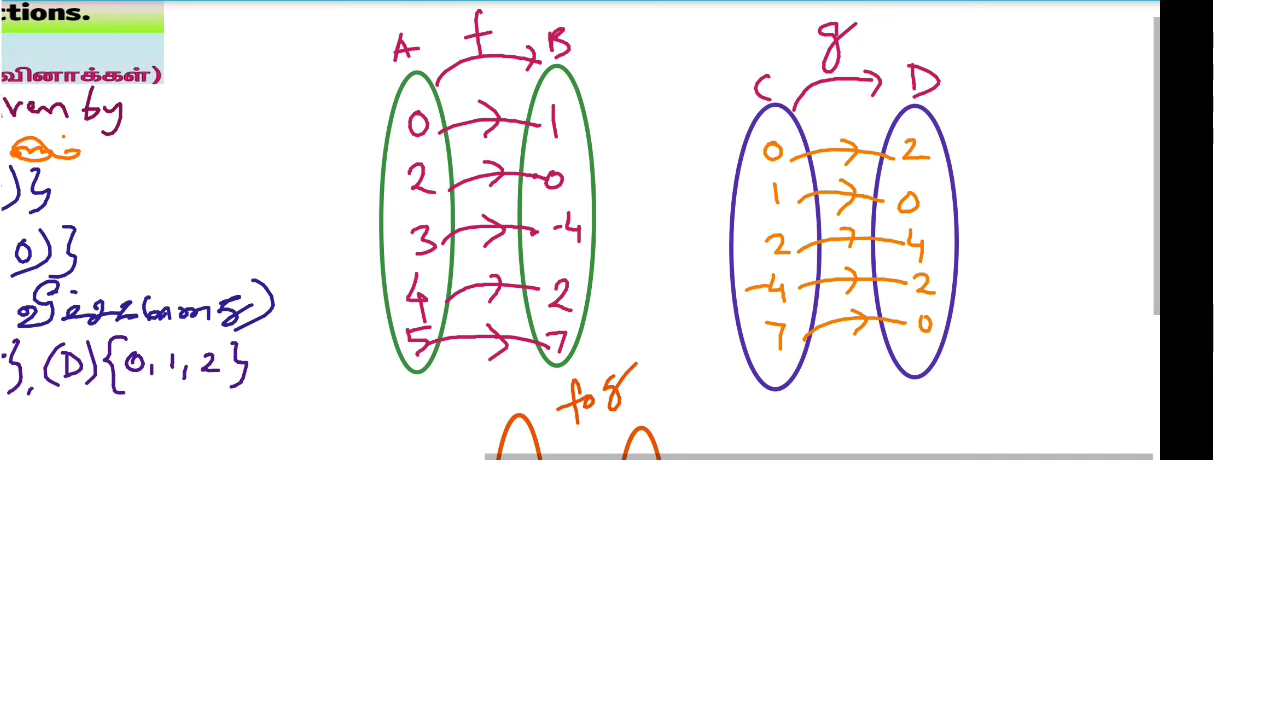 ctions.
வினாக்கள்)
ven by
)}
0)}
}, (D){0, 1, 2}
A f B
0 1
2 0
3 -4
4 2
5 7
C g D
0 2
1 0
2 4
-4 2
7 0
fog